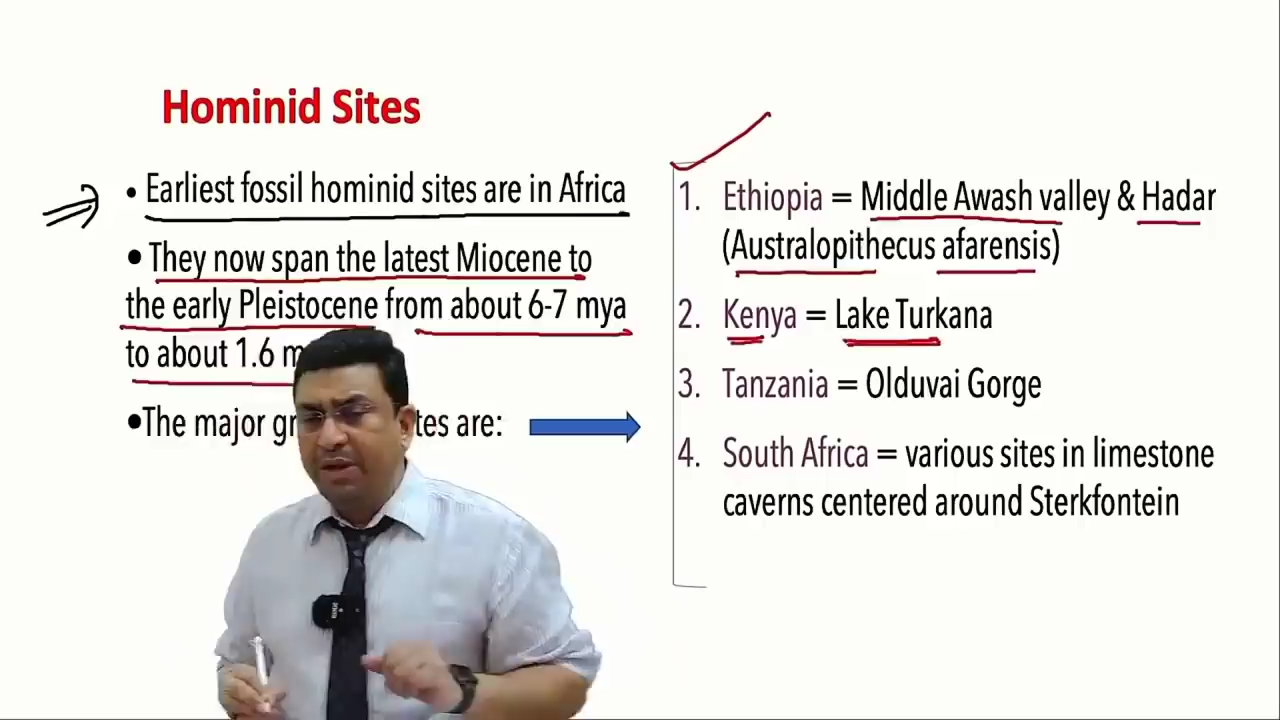 Hominid Sites
• Earliest fossil hominid sites are in Africa
• They now span the latest Miocene to
the early Pleistocene from about 6-7 mya
to about 1.6
•The major
are:
1. Ethiopia = Middle Awash valley & Hadar
(Australopithecus afarensis)
2. Kenya = Lake Turkana
3. Tanzania = Olduvai Gorge
4. South Africa = various sites in limestone
caverns centered around Sterkfontein